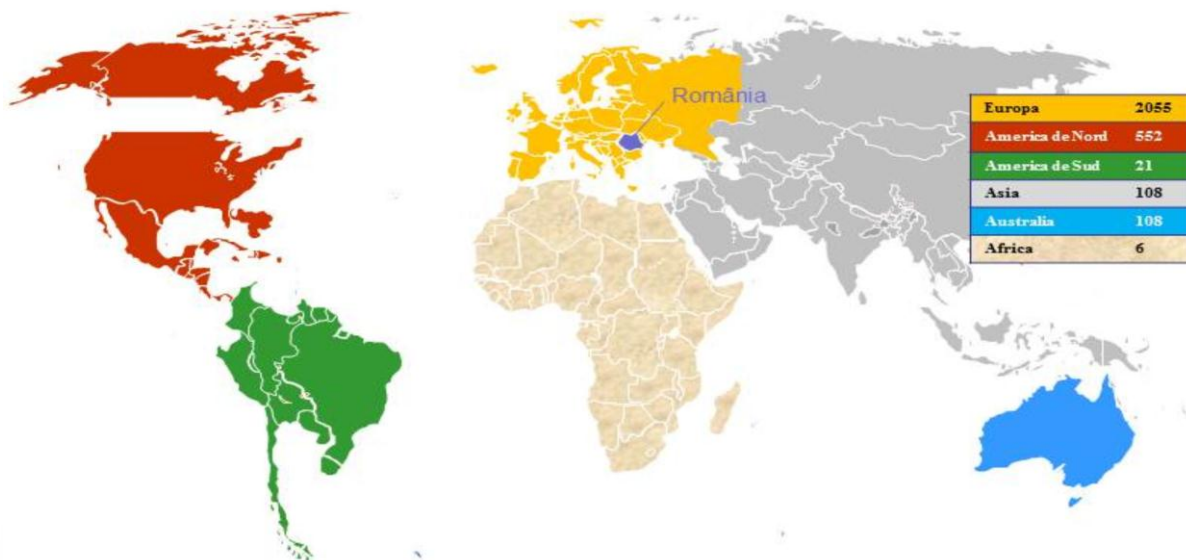 România
Europa 2055
America de Nord 552
America de Sud 21
Asia 108
Australia 108
Africa 6